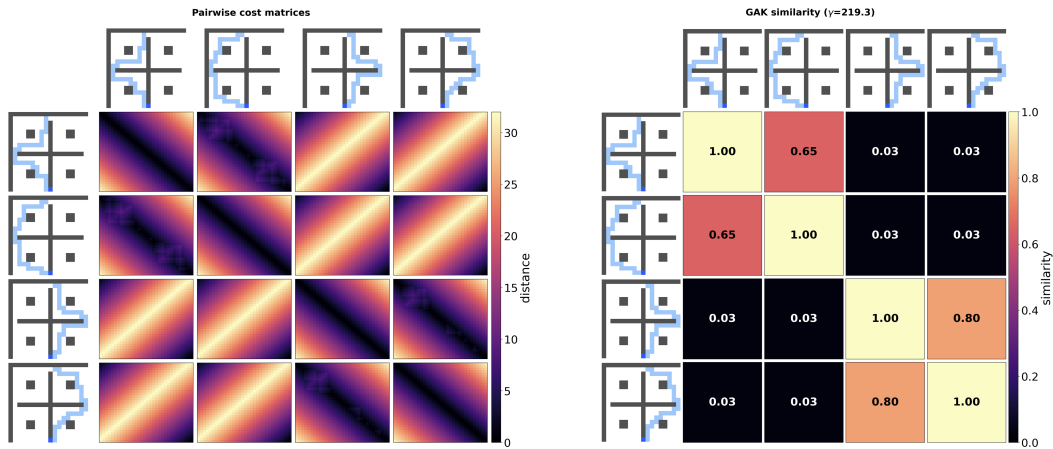 Pairwise cost matrices
GAK similarity (γ=219.3)
30
25
20
15
10
5
0
distance
1.00 0.65 0.03 0.03
0.65 1.00 0.03 0.03
0.03 0.03 1.00 0.80
0.03 0.03 0.80 1.00
1.0
0.8
0.6
0.4
0.2
0.0
similarity